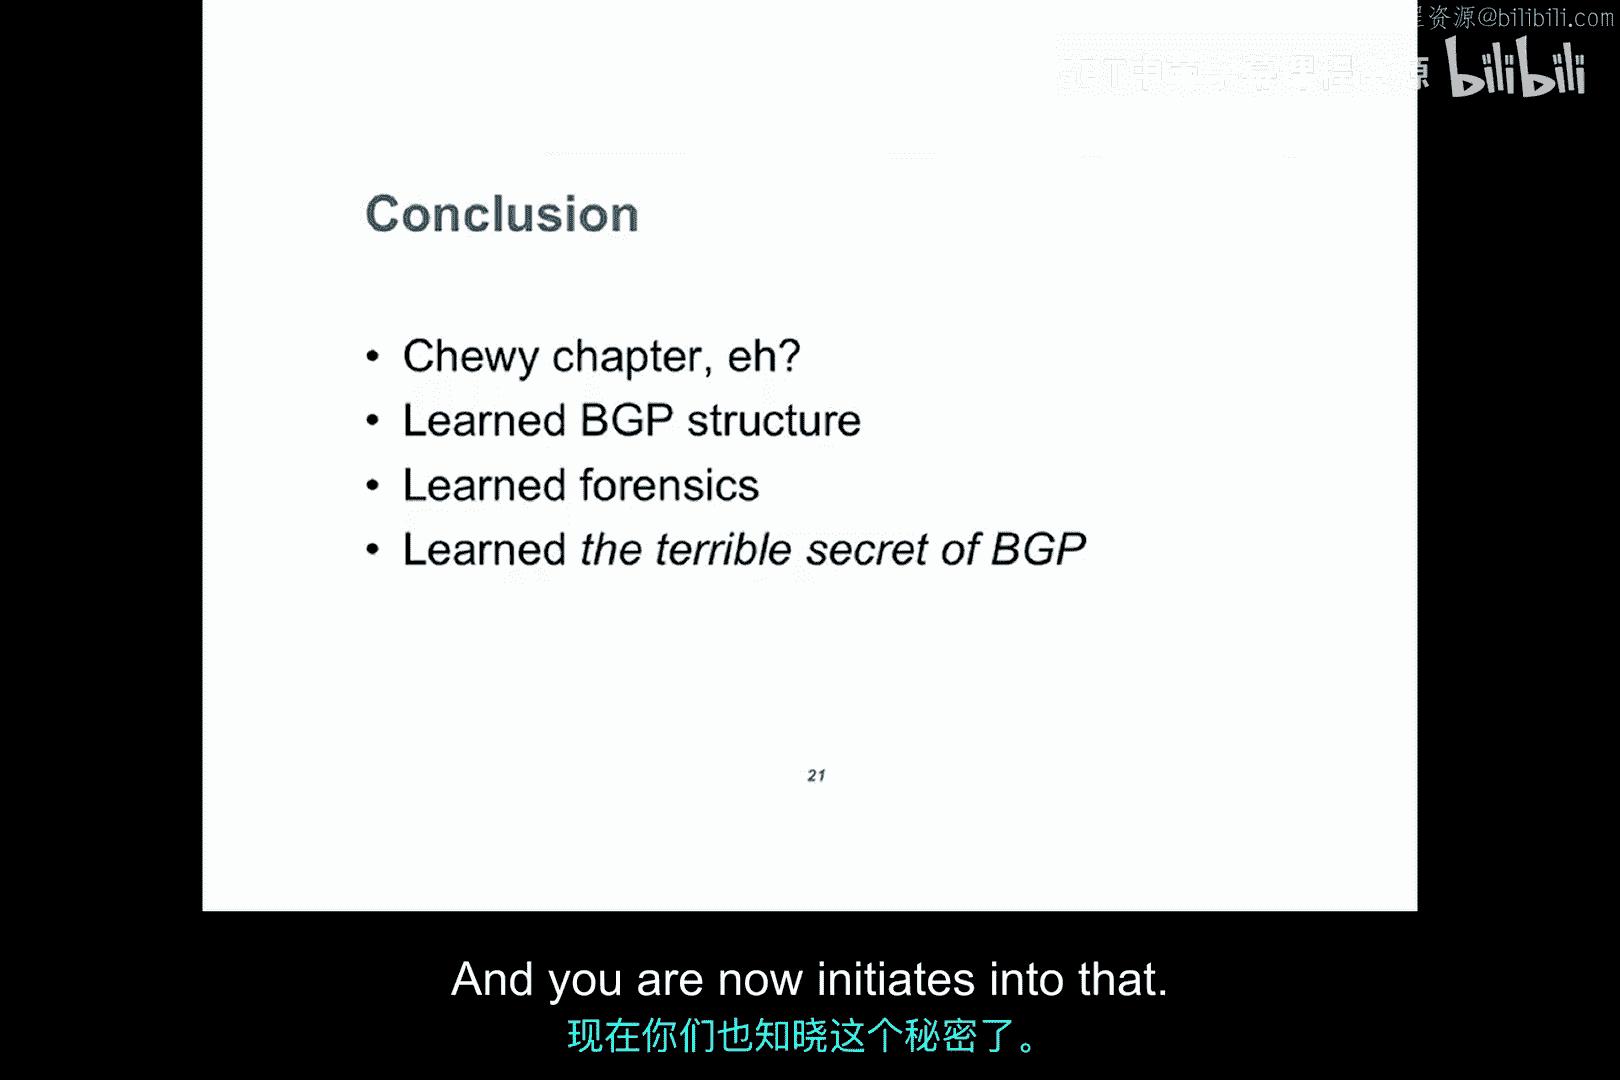 资源@bilibili.com
bilibili
Conclusion
• Chewy chapter, eh?
• Learned BGP structure
• Learned forensics
• Learned the terrible secret of BGP
21
And you are now initiates into that.
现在你们也知晓这个秘密了。